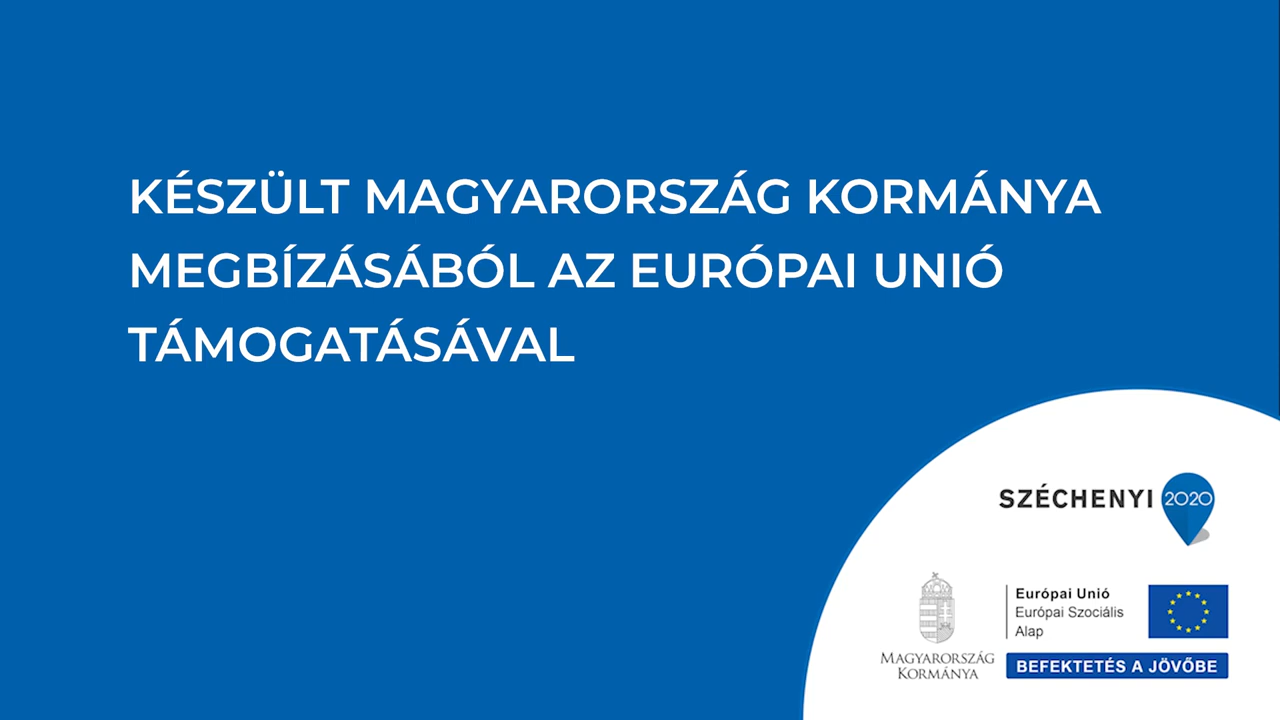 KÉSZÜLT MAGYARORSZÁG KORMÁNYA
MEGBÍZÁSÁBÓL AZ EURÓPAI UNIÓ
TÁMOGATÁSÁVAL
SZÉCHENYI 2020
MAGYARORSZÁG
KORMÁNYA
Európai Unió
Európai Szociális
Alap
BEFEKTETÉS A JÖVŐBE